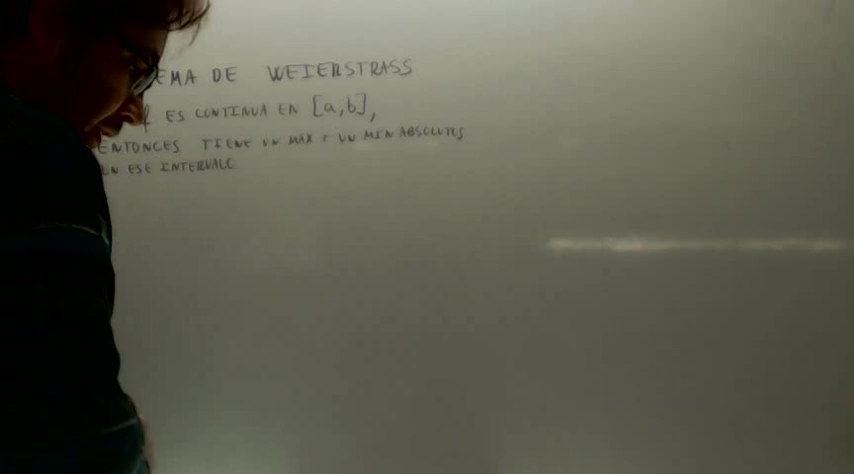 EMA DE WEIERSTRASS
f ES CONTINUA EN [a,b],
ENTONCES TIENE UN MAX Y UN MIN ABSOLUTOS
EN ESE INTERVALO